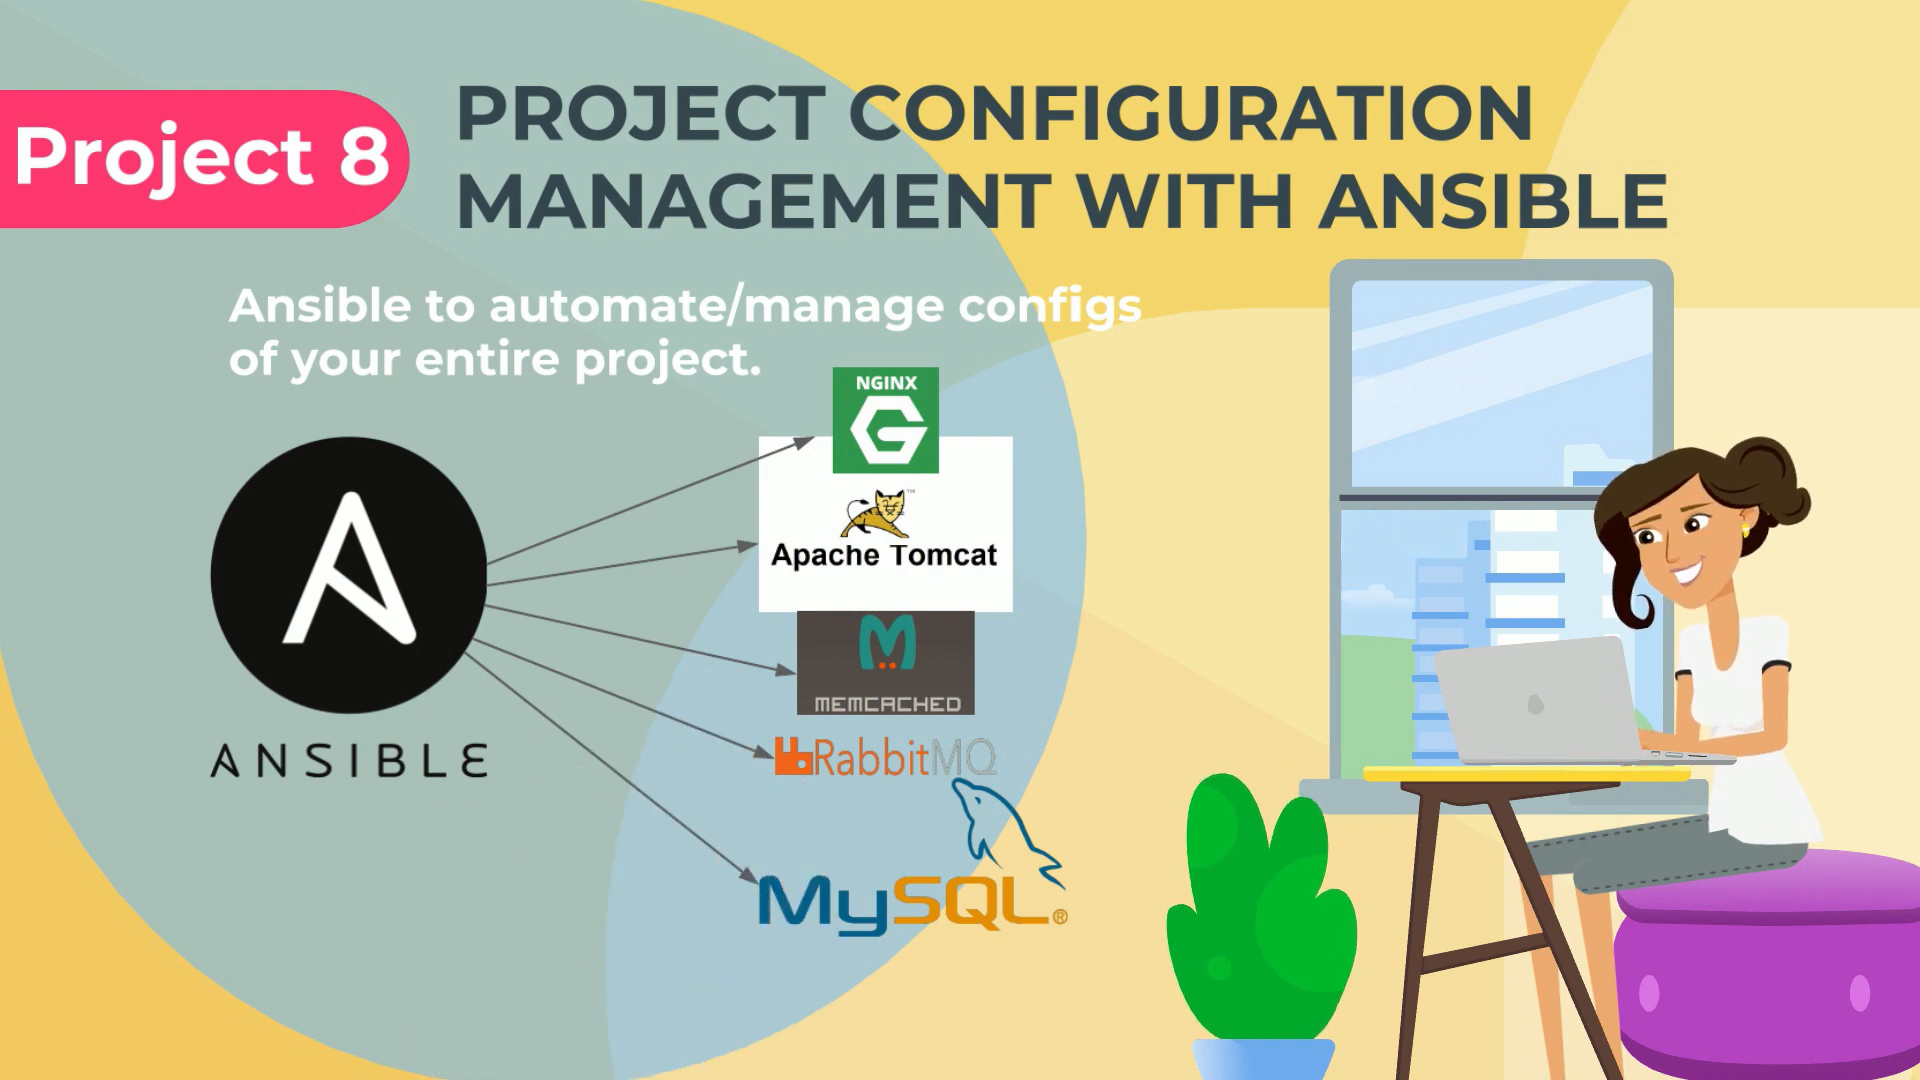 Project 8
PROJECT CONFIGURATION
MANAGEMENT WITH ANSIBLE
Ansible to automate/manage configs
of your entire project.
NGINX
G
TM
Apache Tomcat
M
MEMCACHED
RabbitMQ
A
ANSIBLE
MySQL®